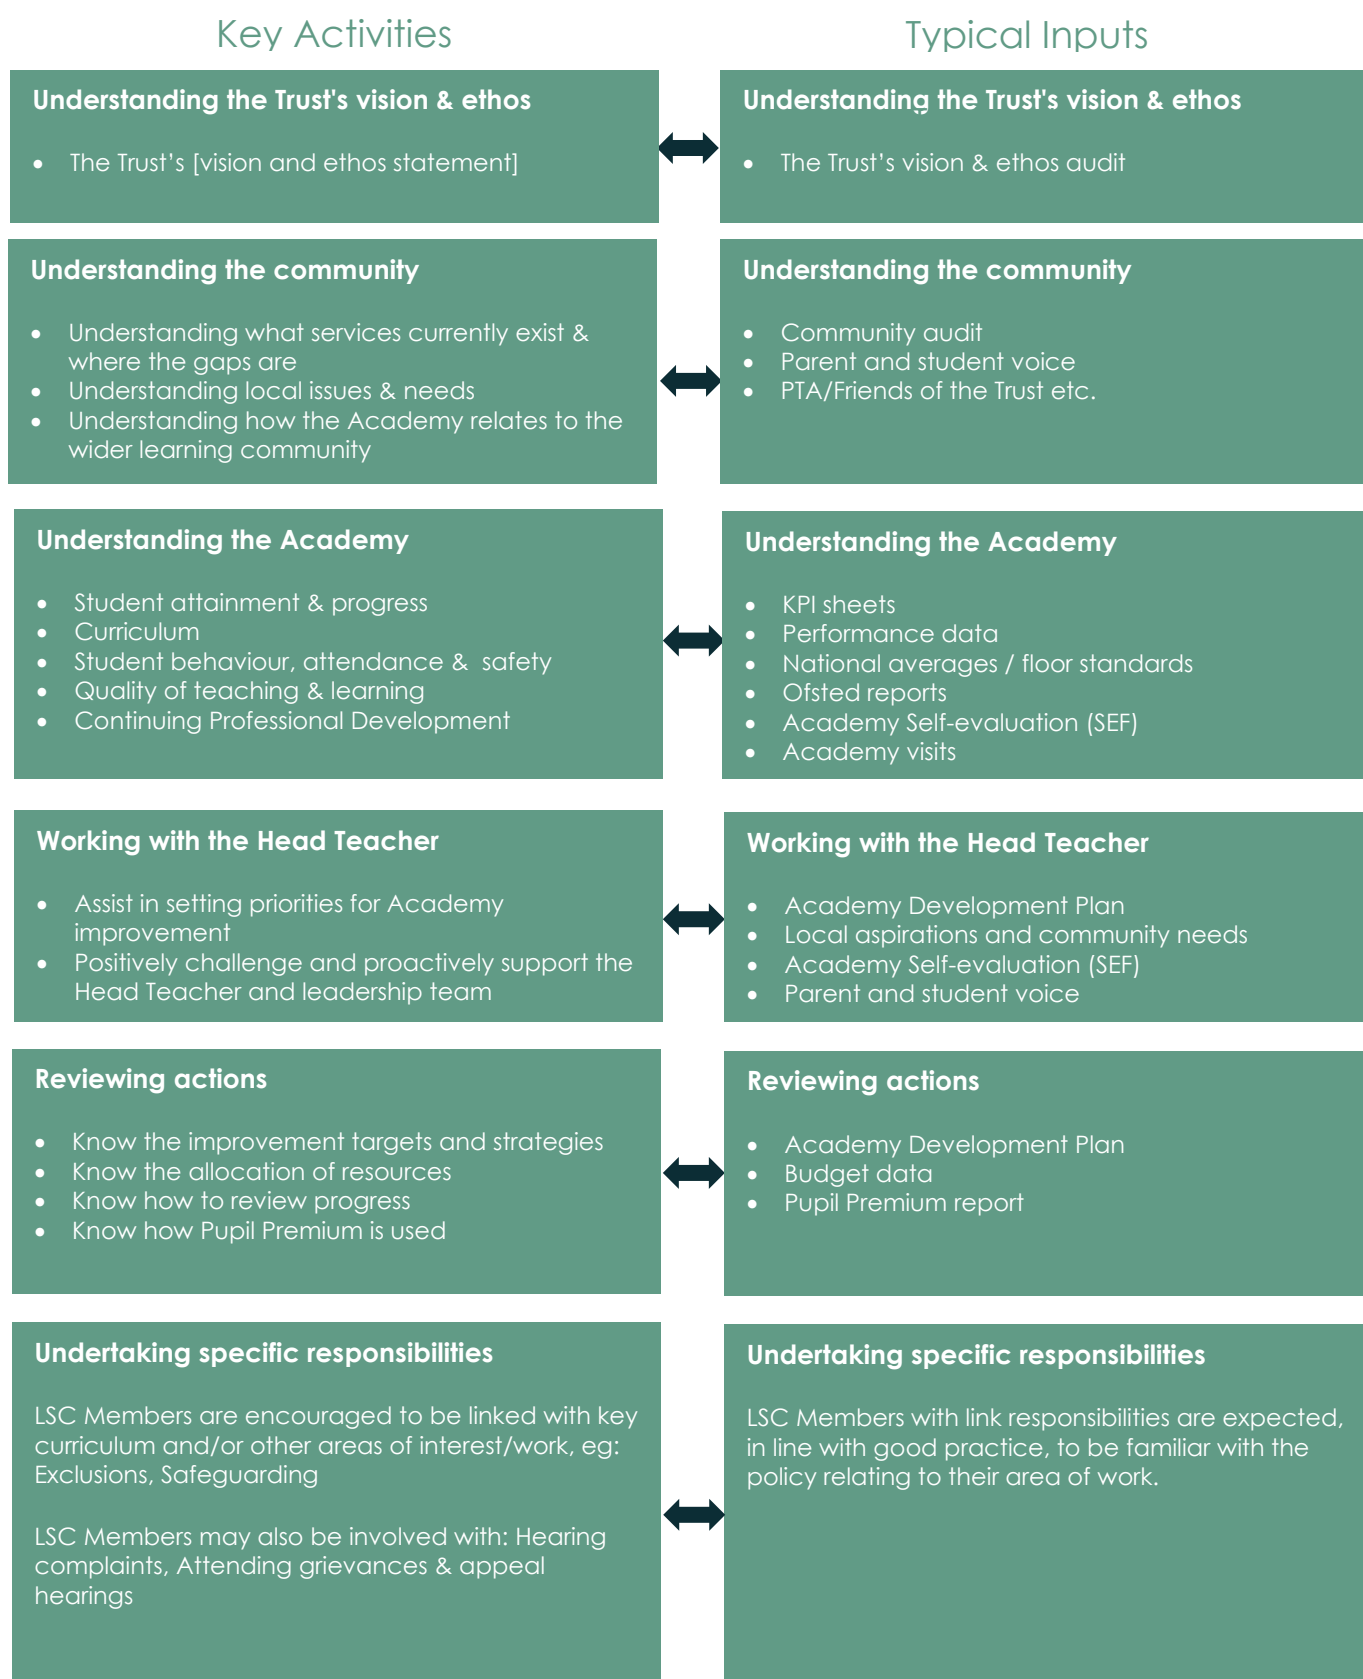 Key Activities
Typical Inputs
Understanding the Trust's vision & ethos
• The Trust’s [vision and ethos statement]
Understanding the Trust's vision & ethos
• The Trust’s vision & ethos audit
Understanding the community
• Understanding what services currently exist &
where the gaps are
• Understanding local issues & needs
• Understanding how the Academy relates to the
wider learning community
Understanding the community
• Community audit
• Parent and student voice
• PTA/Friends of the Trust etc.
Understanding the Academy
• Student attainment & progress
• Curriculum
• Student behaviour, attendance &  safety
• Quality of teaching & learning
• Continuing Professional Development
Understanding the Academy
• KPI sheets
• Performance data
• National averages / floor standards
• Ofsted reports
• Academy Self-evaluation (SEF)
• Academy visits
Working with the Head Teacher
• Assist in setting priorities for Academy
improvement
• Positively challenge and proactively support the
Head Teacher and leadership team
Working with the Head Teacher
• Academy Development Plan
• Local aspirations and community needs
• Academy Self-evaluation (SEF)
• Parent and student voice
Reviewing actions
• Know the improvement targets and strategies
• Know the allocation of resources
• Know how to review progress
• Know how Pupil Premium is used
Reviewing actions
• Academy Development Plan
• Budget data
• Pupil Premium report
Undertaking specific responsibilities
LSC Members are encouraged to be linked with key
curriculum and/or other areas of interest/work, eg:
Exclusions, Safeguarding
LSC Members may also be involved with: Hearing
complaints, Attending grievances & appeal
hearings
Undertaking specific responsibilities
LSC Members with link responsibilities are expected,
in line with good practice, to be familiar with the
policy relating to their area of work.